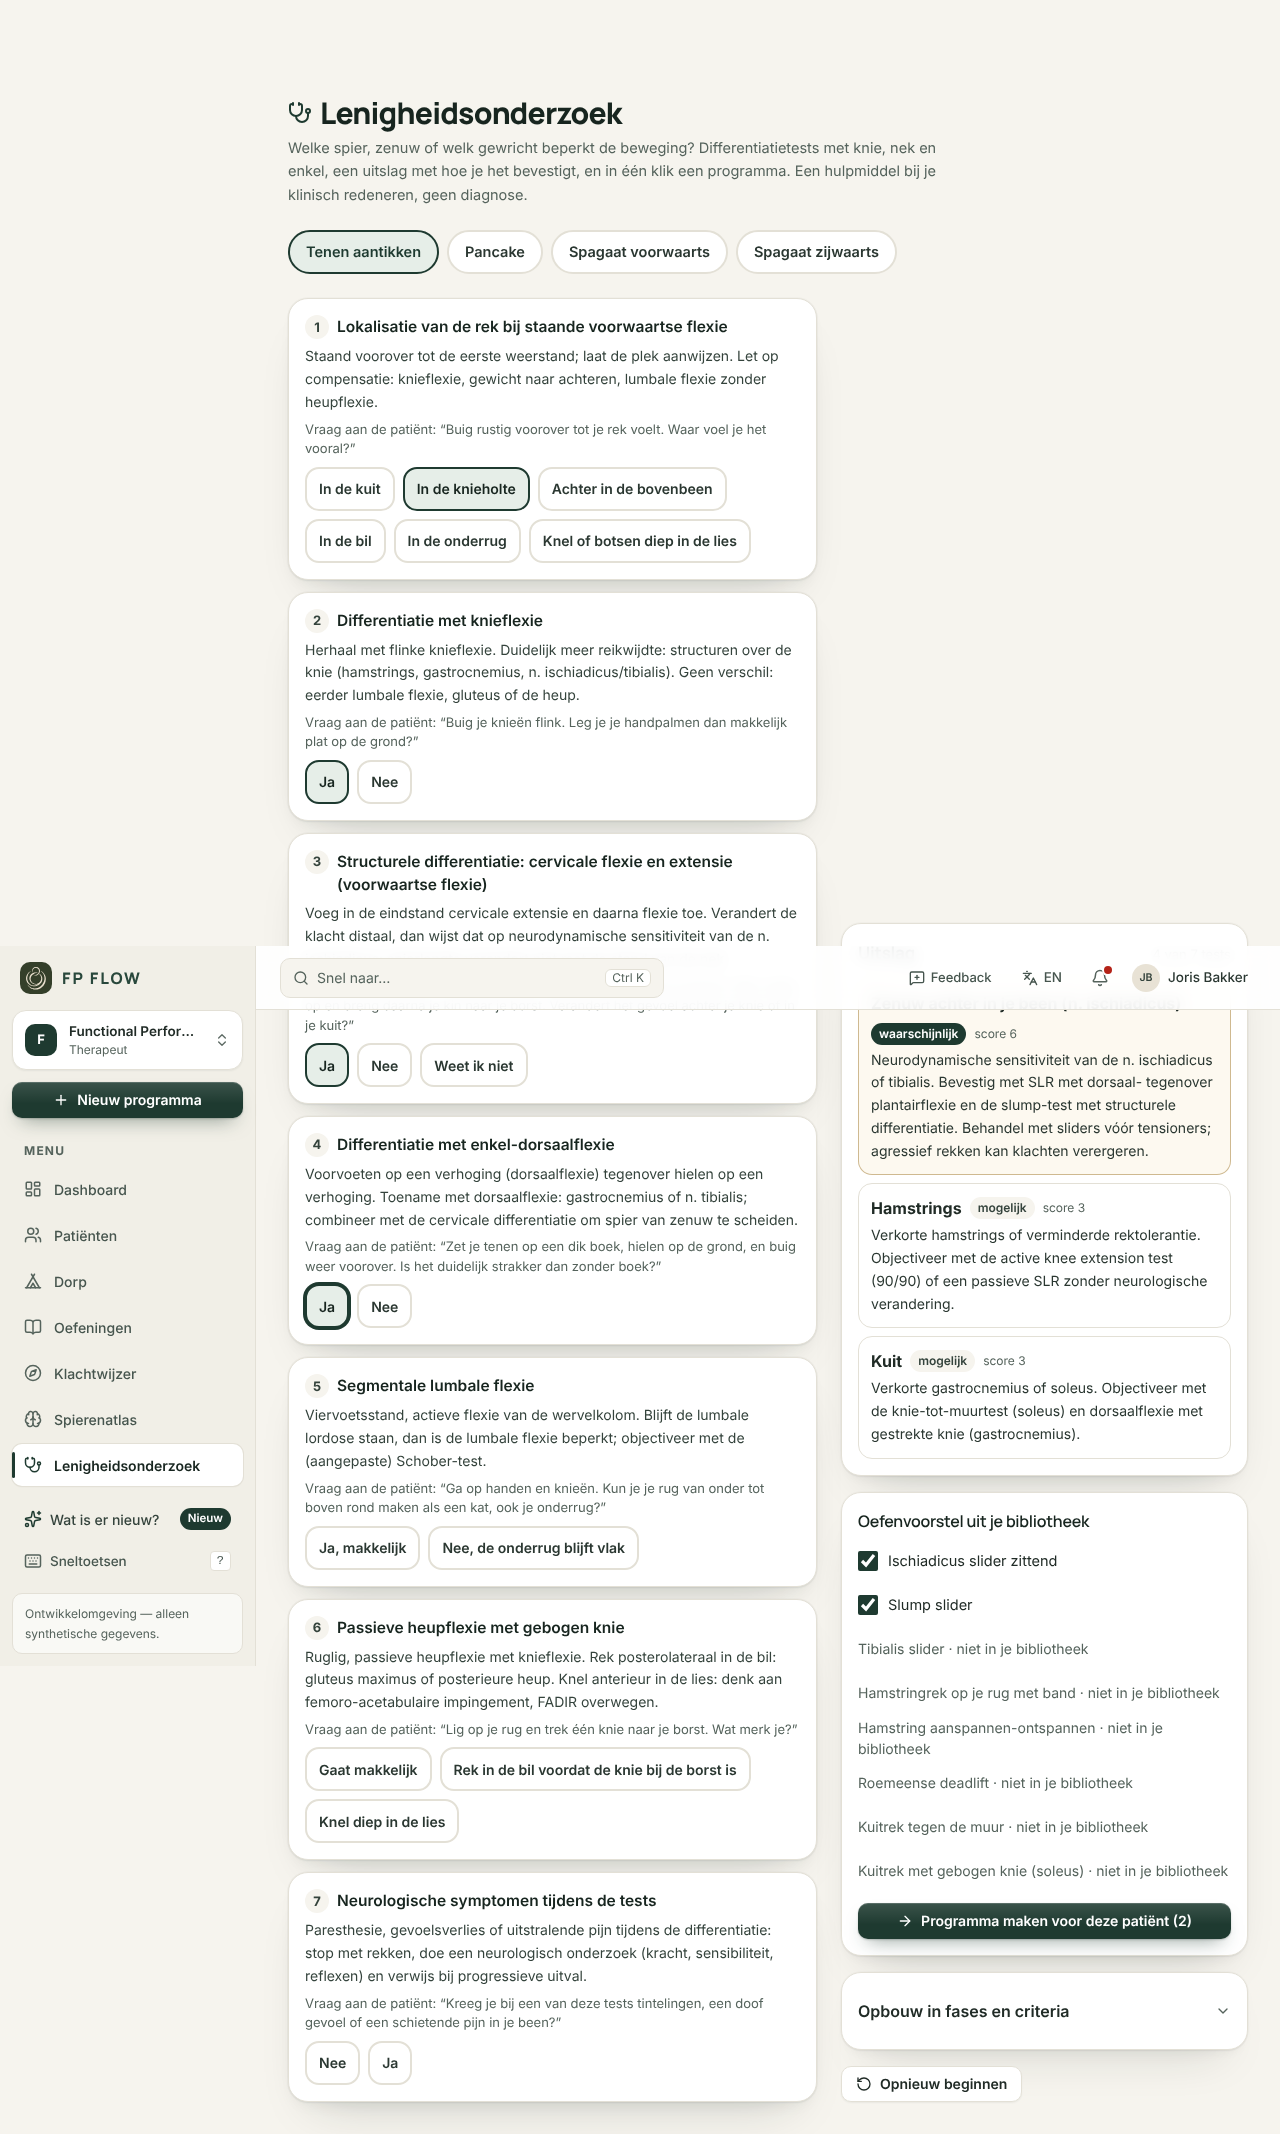 Lenigheidsonderzoek
Welke spier, zenuw of welk gewricht beperkt de beweging? Differentiatietests met knie, nek en
enkel, een uitslag met hoe je het bevestigt, en in één klik een programma. Een hulpmiddel bij je
klinisch redeneren, geen diagnose.
Tenen aantikken
Pancake
Spagaat voorwaarts
Spagaat zijwaarts
1 Lokalisatie van de rek bij staande voorwaartse flexie
Staand voorover tot de eerste weerstand; laat de plek aanwijzen. Let op
compensatie: knieflexie, gewicht naar achteren, lumbale flexie zonder
heupflexie.
Vraag aan de patiënt: “Buig rustig voorover tot je rek voelt. Waar voel je het
vooral?”
In de kuit
In de knieholte
Achter in de bovenbeen
In de bil
In de onderrug
Knel of botsen diep in de lies
2 Differentiatie met knieflexie
Herhaal met flinke knieflexie. Duidelijk meer reikwijdte: structuren over de
knie (hamstrings, gastrocnemius, n. ischiadicus/tibialis). Geen verschil:
eerder lumbale flexie, gluteus of de heup.
Vraag aan de patiënt: “Buig je knieën flink. Leg je je handpalmen dan makkelijk
plat op de grond?”
Ja
Nee
3 Structurele differentiatie: cervicale flexie en extensie
(voorwaartse flexie)
Voeg in de eindstand cervicale extensie en daarna flexie toe. Verandert de
klacht distaal, dan wijst dat op neurodynamische sensitiviteit van de n.
je kuit?”
Ja
Nee
Weet ik niet
4 Differentiatie met enkel-dorsaalflexie
Voorvoeten op een verhoging (dorsaalflexie) tegenover hielen op een
verhoging. Toename met dorsaalflexie: gastrocnemius of n. tibialis;
combineer met de cervicale differentiatie om spier van zenuw te scheiden.
Vraag aan de patiënt: “Zet je tenen op een dik boek, hielen op de grond, en buig
weer voorover. Is het duidelijk strakker dan zonder boek?”
Ja
Nee
5 Segmentale lumbale flexie
Viervoetsstand, actieve flexie van de wervelkolom. Blijft de lumbale
lordose staan, dan is de lumbale flexie beperkt; objectiveer met de
(aangepaste) Schober-test.
Vraag aan de patiënt: “Ga op handen en knieën. Kun je je rug van onder tot
boven rond maken als een kat, ook je onderrug?”
Ja, makkelijk
Nee, de onderrug blijft vlak
6 Passieve heupflexie met gebogen knie
Ruglig, passieve heupflexie met knieflexie. Rek posterolateraal in de bil:
gluteus maximus of posterieure heup. Knel anterieur in de lies: denk aan
femoro-acetabulaire impingement, FADIR overwegen.
Vraag aan de patiënt: “Lig op je rug en trek één knie naar je borst. Wat merk je?”
Gaat makkelijk
Rek in de bil voordat de knie bij de borst is
Knel diep in de lies
7 Neurologische symptomen tijdens de tests
Paresthesie, gevoelsverlies of uitstralende pijn tijdens de differentiatie:
stop met rekken, doe een neurologisch onderzoek (kracht, sensibiliteit,
reflexen) en verwijs bij progressieve uitval.
Vraag aan de patiënt: “Kreeg je bij een van deze tests tintelingen, een doof
gevoel of een schietende pijn in je been?”
Nee
Ja
FP FLOW
Snel naar...
Ctrl K
Feedback
EN
JB
Joris Bakker
F
Functional Perfor...
Therapeut
Nieuw programma
MENU
Dashboard
Patiënten
Dorp
Oefeningen
Klachtwijzer
Spierenatlas
Lenigheidsonderzoek
Wat is er nieuw?
Nieuw
Sneltoetsen
?
Ontwikkelomgeving — alleen
synthetische gegevens.
Uitslag
Zenuw achter in je been (n. ischiadicus)
waarschijnlijk score 6
Neurodynamische sensitiviteit van de n. ischiadicus
of tibialis. Bevestig met SLR met dorsaal- tegenover
plantairflexie en de slump-test met structurele
differentiatie. Behandel met sliders vóór tensioners;
agressief rekken kan klachten verergeren.
Hamstrings mogelijk score 3
Verkorte hamstrings of verminderde rektolerantie.
Objectiveer met de active knee extension test
(90/90) of een passieve SLR zonder neurologische
verandering.
Kuit mogelijk score 3
Verkorte gastrocnemius of soleus. Objectiveer met
de knie-tot-muurtest (soleus) en dorsaalflexie met
gestrekte knie (gastrocnemius).
Oefenvoorstel uit je bibliotheek
Ischiadicus slider zittend
Slump slider
Tibialis slider · niet in je bibliotheek
Hamstringrek op je rug met band · niet in je bibliotheek
Hamstring aanspannen-ontspannen · niet in je
bibliotheek
Roemeense deadlift · niet in je bibliotheek
Kuitrek tegen de muur · niet in je bibliotheek
Kuitrek met gebogen knie (soleus) · niet in je bibliotheek
Programma maken voor deze patiënt (2)
Opbouw in fases en criteria
Opnieuw beginnen